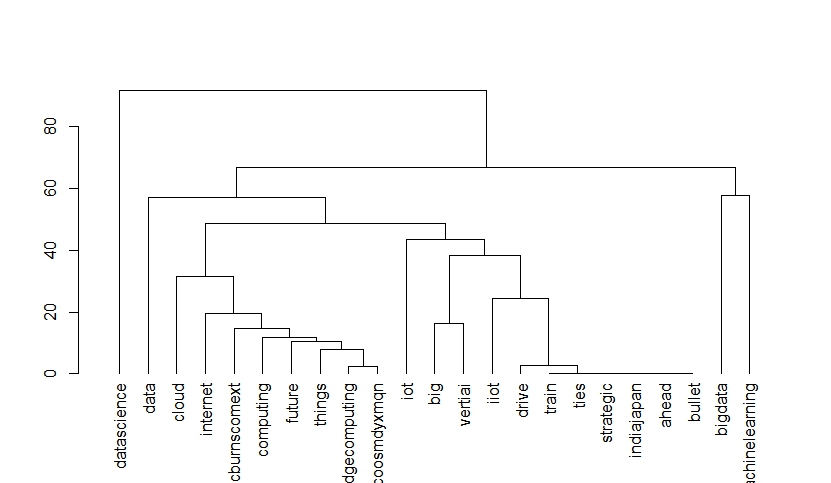 80
60
40
20
0
datascience
data
cloud
internet
cburnscomext
computing
future
things
dgecomputing
coosmdyxmqn
iot
big
vertiai
iiot
drive
train
ties
strategic
indiajapan
ahead
bullet
bigdata
achinelearning